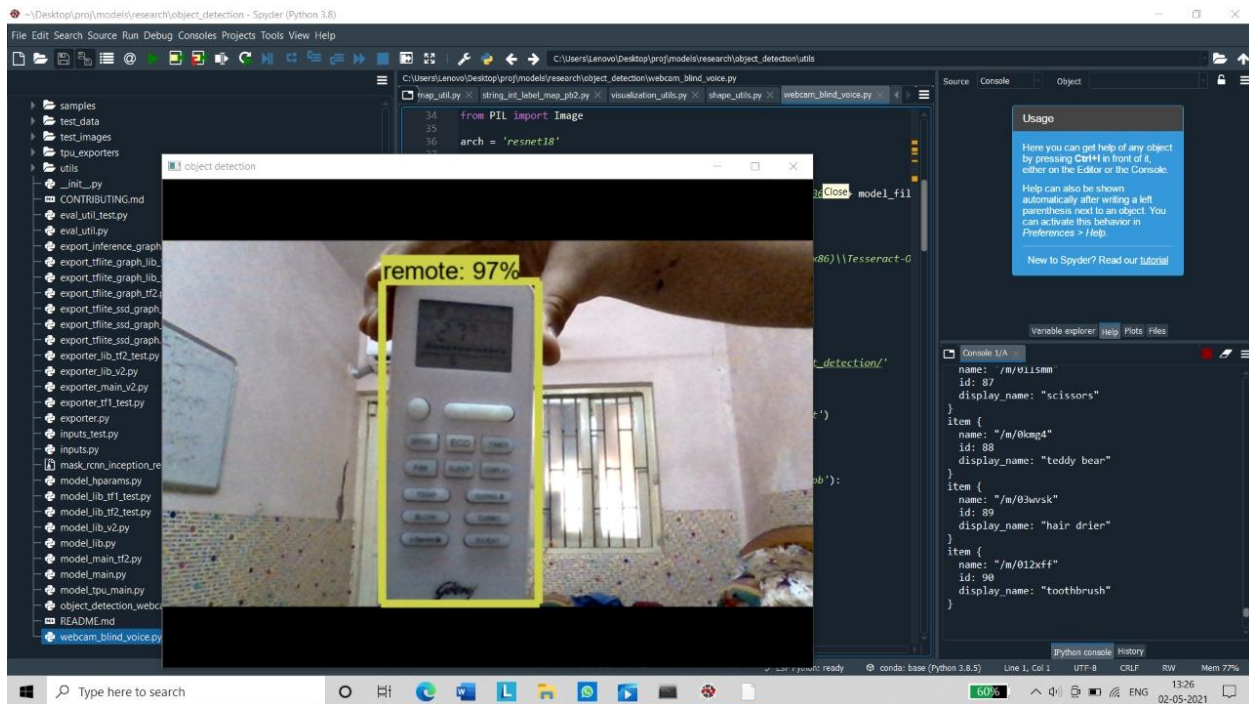 ~\Desktop\proj\models\research\object_detection - Spyder (Python 3.8)
File Edit Search Source Run Debug Consoles Projects Tools View Help
C:\Users\Lenovo\Desktop\proj\models\research\object_detection\utils
samples
test_data
test_images
tpu_exporters
utils
__init__.py
CONTRIBUTING.md
eval_util_test.py
eval_util.py
export_inference_graph
export_tflite_graph_lib_
export_tflite_graph_lib_
export_tflite_graph_tf2.p
export_tflite_ssd_graph_
export_tflite_ssd_graph_
export_tflite_ssd_graph.
exporter_lib_tf2_test.py
exporter_lib_v2.py
exporter_main_v2.py
exporter_tf1_test.py
exporter.py
inputs_test.py
inputs.py
mask_rcnn_inception_re
model_hparams.py
model_lib_tf1_test.py
model_lib_tf2_test.py
model_lib_v2.py
model_lib.py
model_main_tf2.py
model_main.py
model_tpu_main.py
object_detection_webca
README.md
webcam_blind_voice.py
C:\Users\Lenovo\Desktop\proj\models\research\object_detection\webcam_blind_voice.py
map_util.py string_int_label_map_pb2.py visualization_utils.py shape_utils.py webcam_blind_voice.py
34 from PIL import Image
35
36 arch = 'resnet18'
Close model_fil
x86)\\Tesseract-O
t_detection/'
t')
pb'):
object detection
remote: 97%
ECO
SLEEP
DISPLAY
TURBO
Godrej
Source Console Object
Usage
Here you can get help of any object
by pressing Ctrl+I in front of it,
either on the Editor or the Console.
Help can also be shown
automatically after writing a left
parenthesis next to an object. You
can activate this behavior in
Preferences > Help.
New to Spyder? Read our tutorial
Variable explorer Help Plots Files
Console 1/A
name: "/m/01lsmm"
id: 87
display_name: "scissors"
}
item {
name: "/m/0kmg4"
id: 88
display_name: "teddy bear"
}
item {
name: "/m/03wvsk"
id: 89
display_name: "hair drier"
}
item {
name: "/m/012xff"
id: 90
display_name: "toothbrush"
}
IPython console History
LSP Python: ready conda: base (Python 3.8.5) Line 1, Col 1 UTF-8 CRLF RW Mem 77%
Type here to search
60%
ENG
13:26
02-05-2021